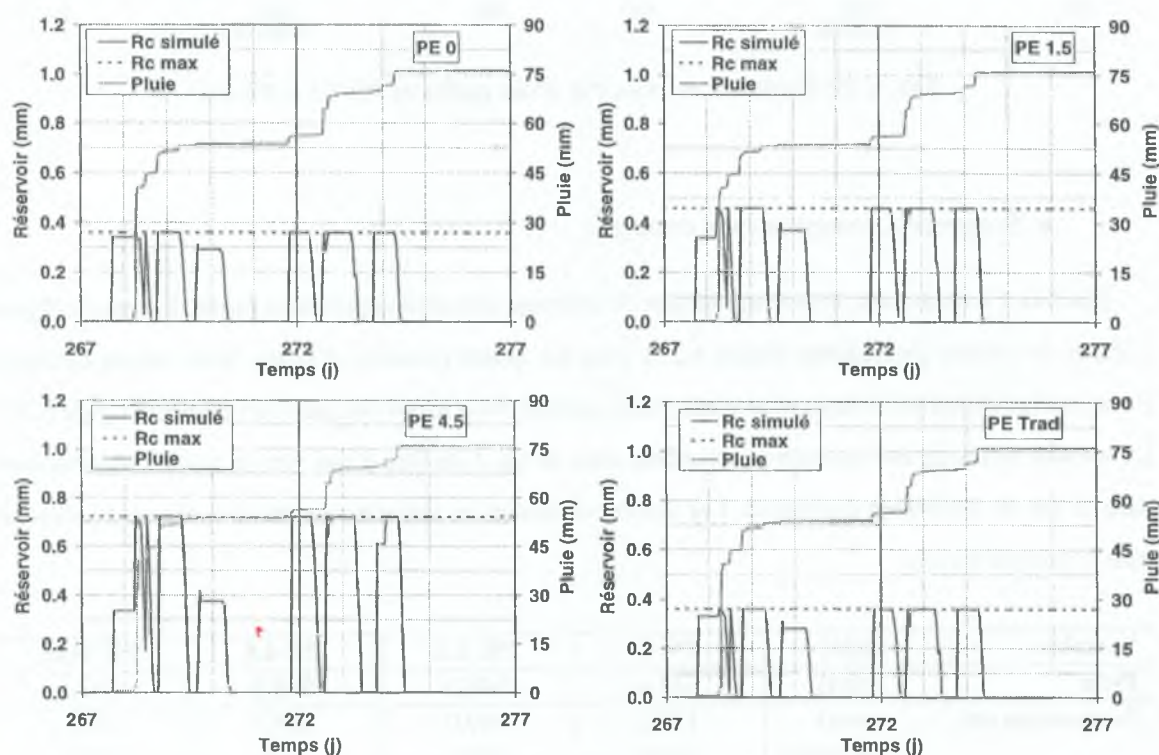 Rc simulé
Rc max
Pluie
PE 0
Réservoir (mm)
1.2
1.0
0.8
0.6
0.4
0.2
0.0
90
75
60
45
30
15
0
Pluie (mm)
267
272
277
Temps (j)
Rc simulé
Rc max
Pluie
PE 1.5
Réservoir (mm)
1.2
1.0
0.8
0.6
0.4
0.2
0.0
90
75
60
45
30
15
0
Pluie (mm)
267
272
277
Temps (j)
Rc simulé
Rc max
Pluie
PE 4.5
Réservoir (mm)
1.2
1.0
0.8
0.6
0.4
0.2
0.0
90
75
60
45
30
15
0
Pluie (mm)
267
272
277
Temps (j)
Rc simulé
Rc max
Pluie
PE Trad
Réservoir (mm)
1.2
1.0
0.8
0.6
0.4
0.2
0.0
90
75
60
45
30
15
0
Pluie (mm)
267
272
277
Temps (j)